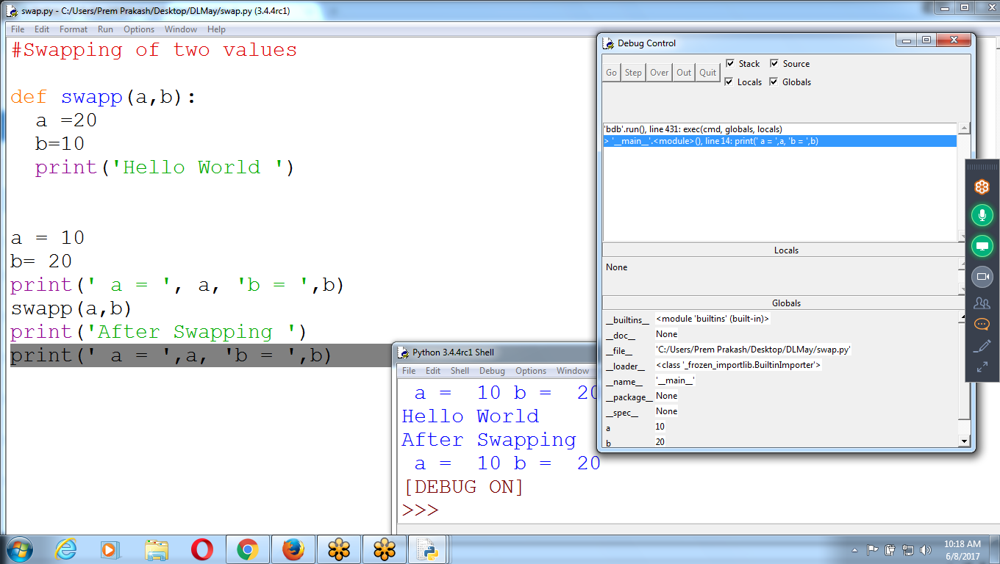 swap.py - C:/Users/Prem Prakash/Desktop/DLMay/swap.py (3.4.4rc1)
File Edit Format Run Options Window Help
#Swapping of two values
def swapp(a,b):
a =20
b=10
print('Hello World ')
a = 10
b= 20
print(' a = ', a, 'b = ',b)
swapp(a,b)
print('After Swapping ')
print(' a = ',a, 'b = ',b)
Debug Control
Go Step Over Out Quit
Stack Source
Locals Globals
'bdb'.run(), line 431: exec(cmd, globals, locals)
> '__main__'.<module>(), line 14: print(' a = ',a, 'b = ',b)
Locals
None
Globals
__builtins__ <module 'builtins' (built-in)>
__doc__ None
__file__ 'C:/Users/Prem Prakash/Desktop/DLMay/swap.py'
__loader__ <class '_frozen_importlib.BuiltinImporter'>
__name__ '__main__'
__package__ None
__spec__ None
a 10
b 20
Python 3.4.4rc1 Shell
File Edit Shell Debug Options Window
a = 10 b = 20
Hello World
After Swapping
a = 10 b = 20
[DEBUG ON]
>>>
10:18 AM
6/8/2017